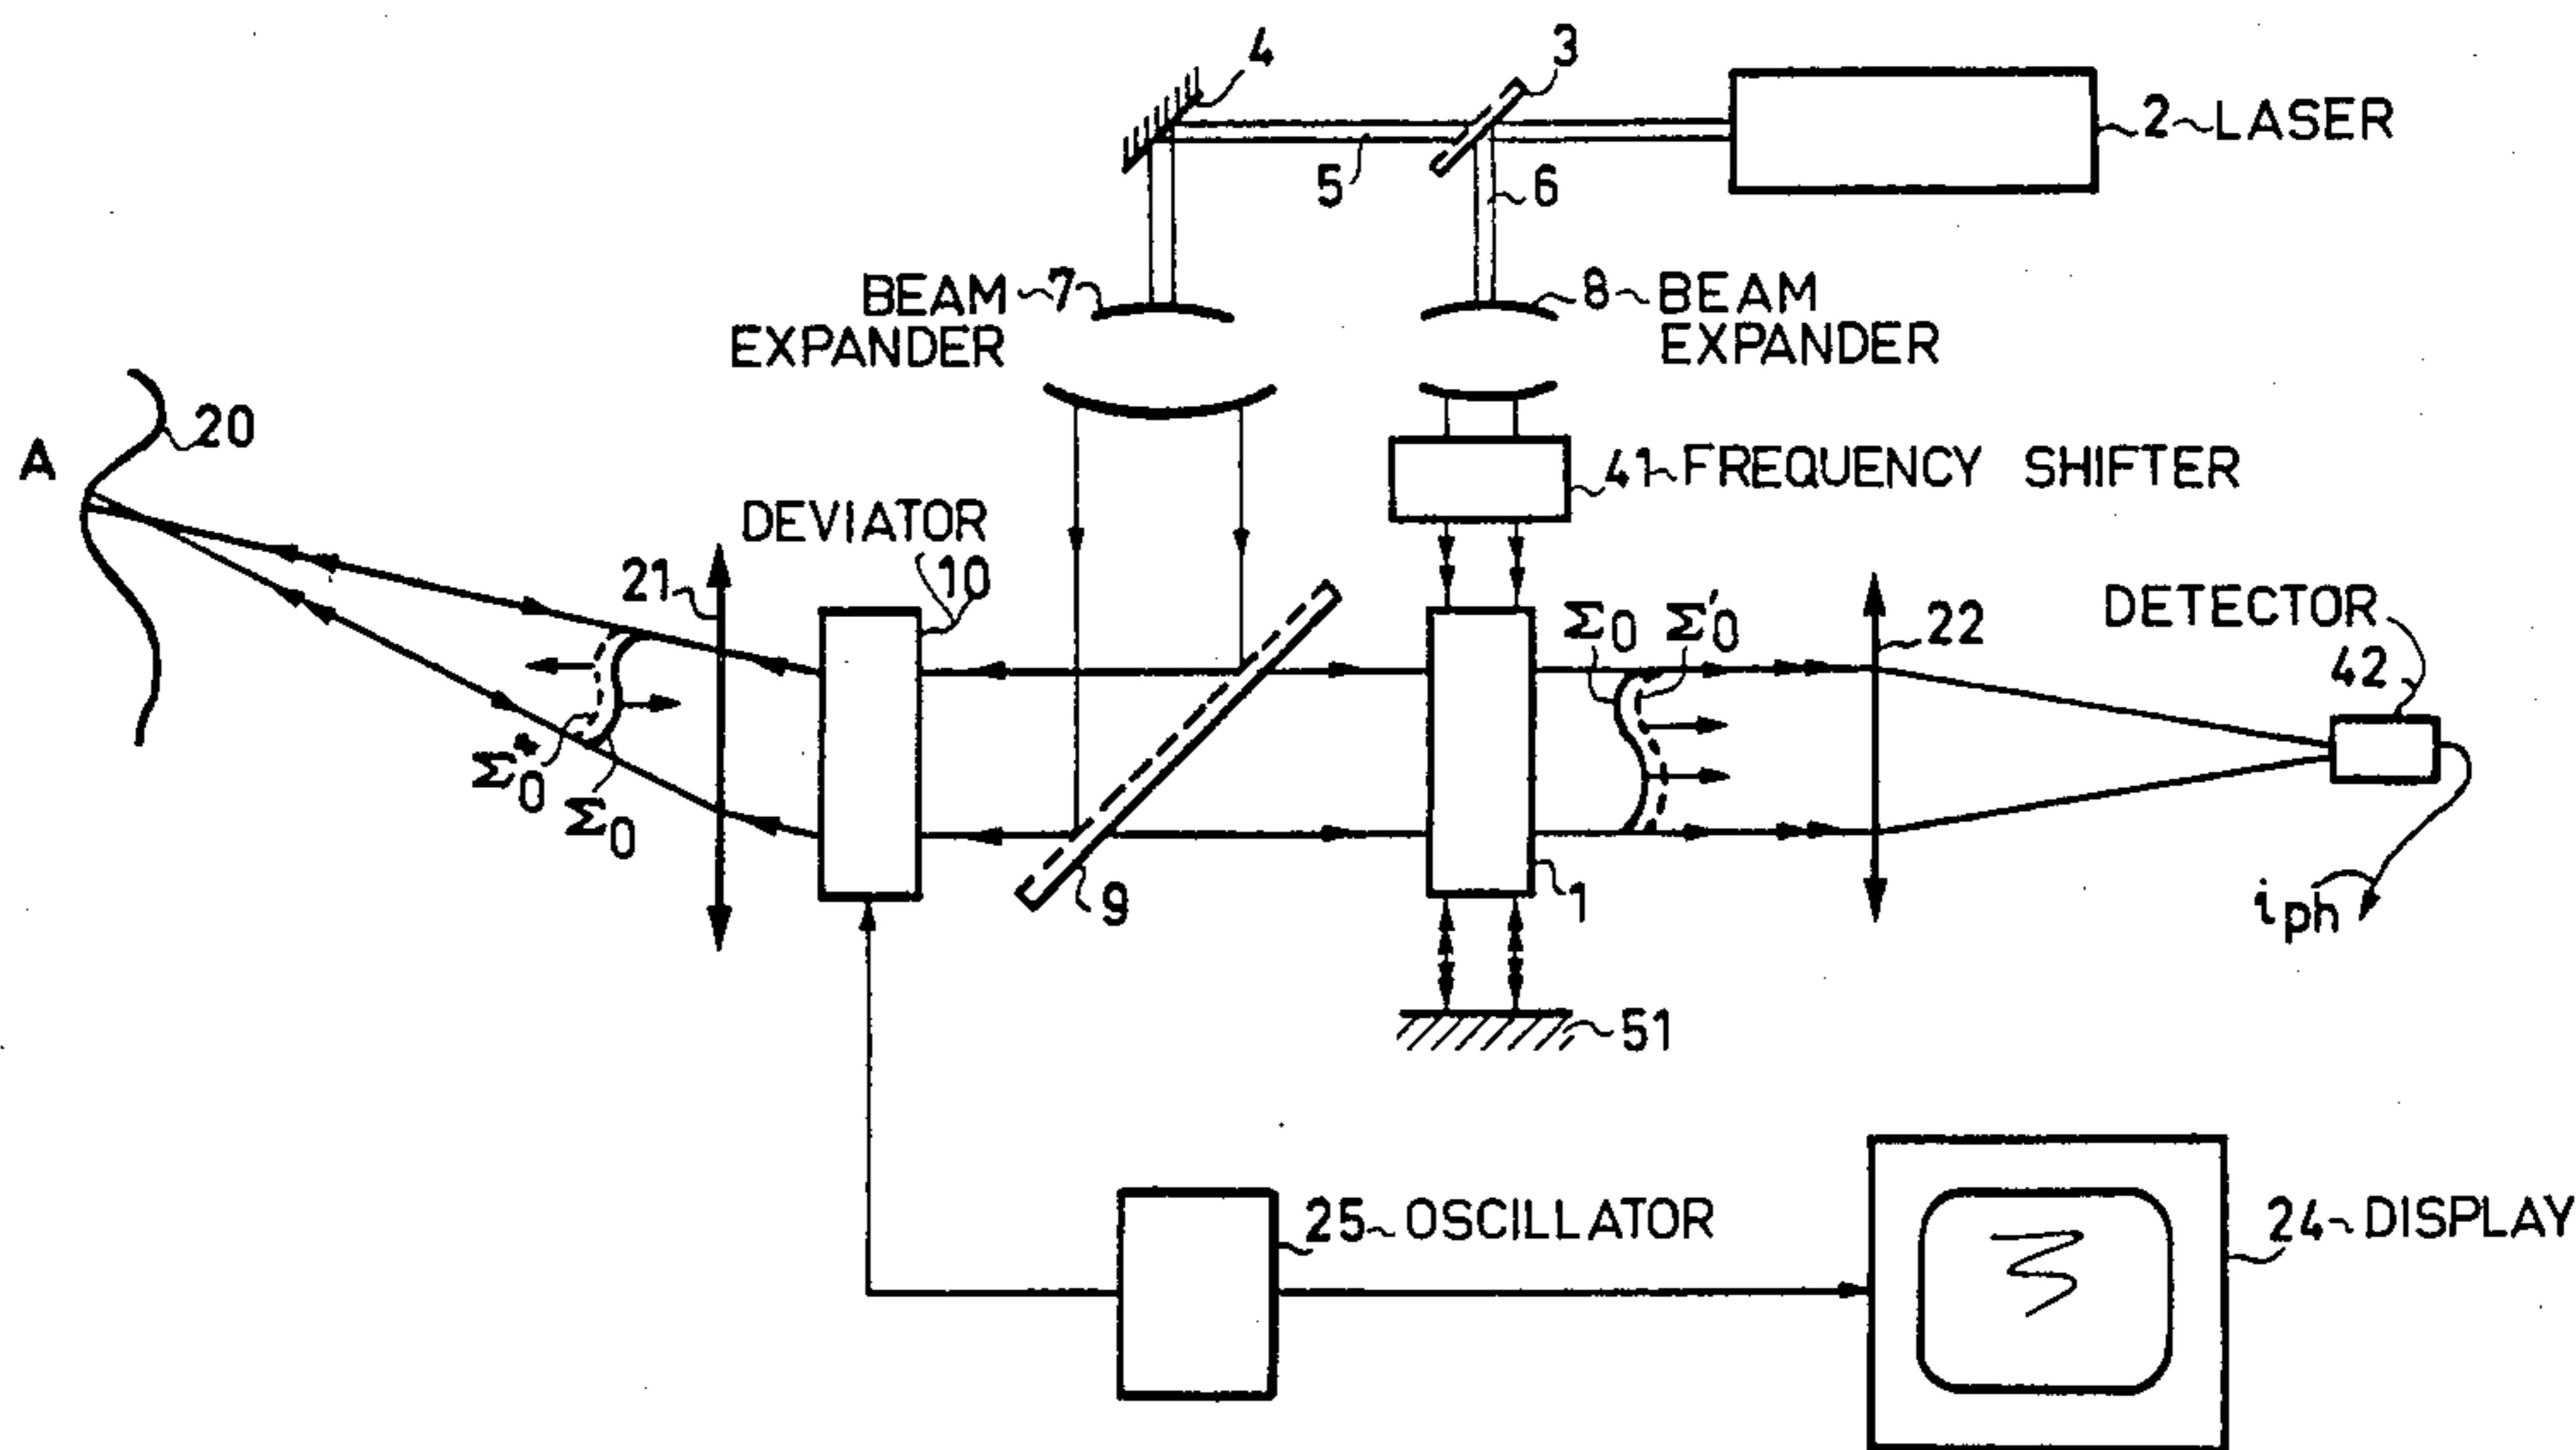 4
3
2 LASER
5
6
BEAM 7
EXPANDER
8 BEAM
EXPANDER
20
A
41 FREQUENCY SHIFTER
DEVIATOR
10
21
Σ0 Σ'0
22
DETECTOR
42
Σ0*
Σ0
9
1
iph
51
25 OSCILLATOR
24 DISPLAY